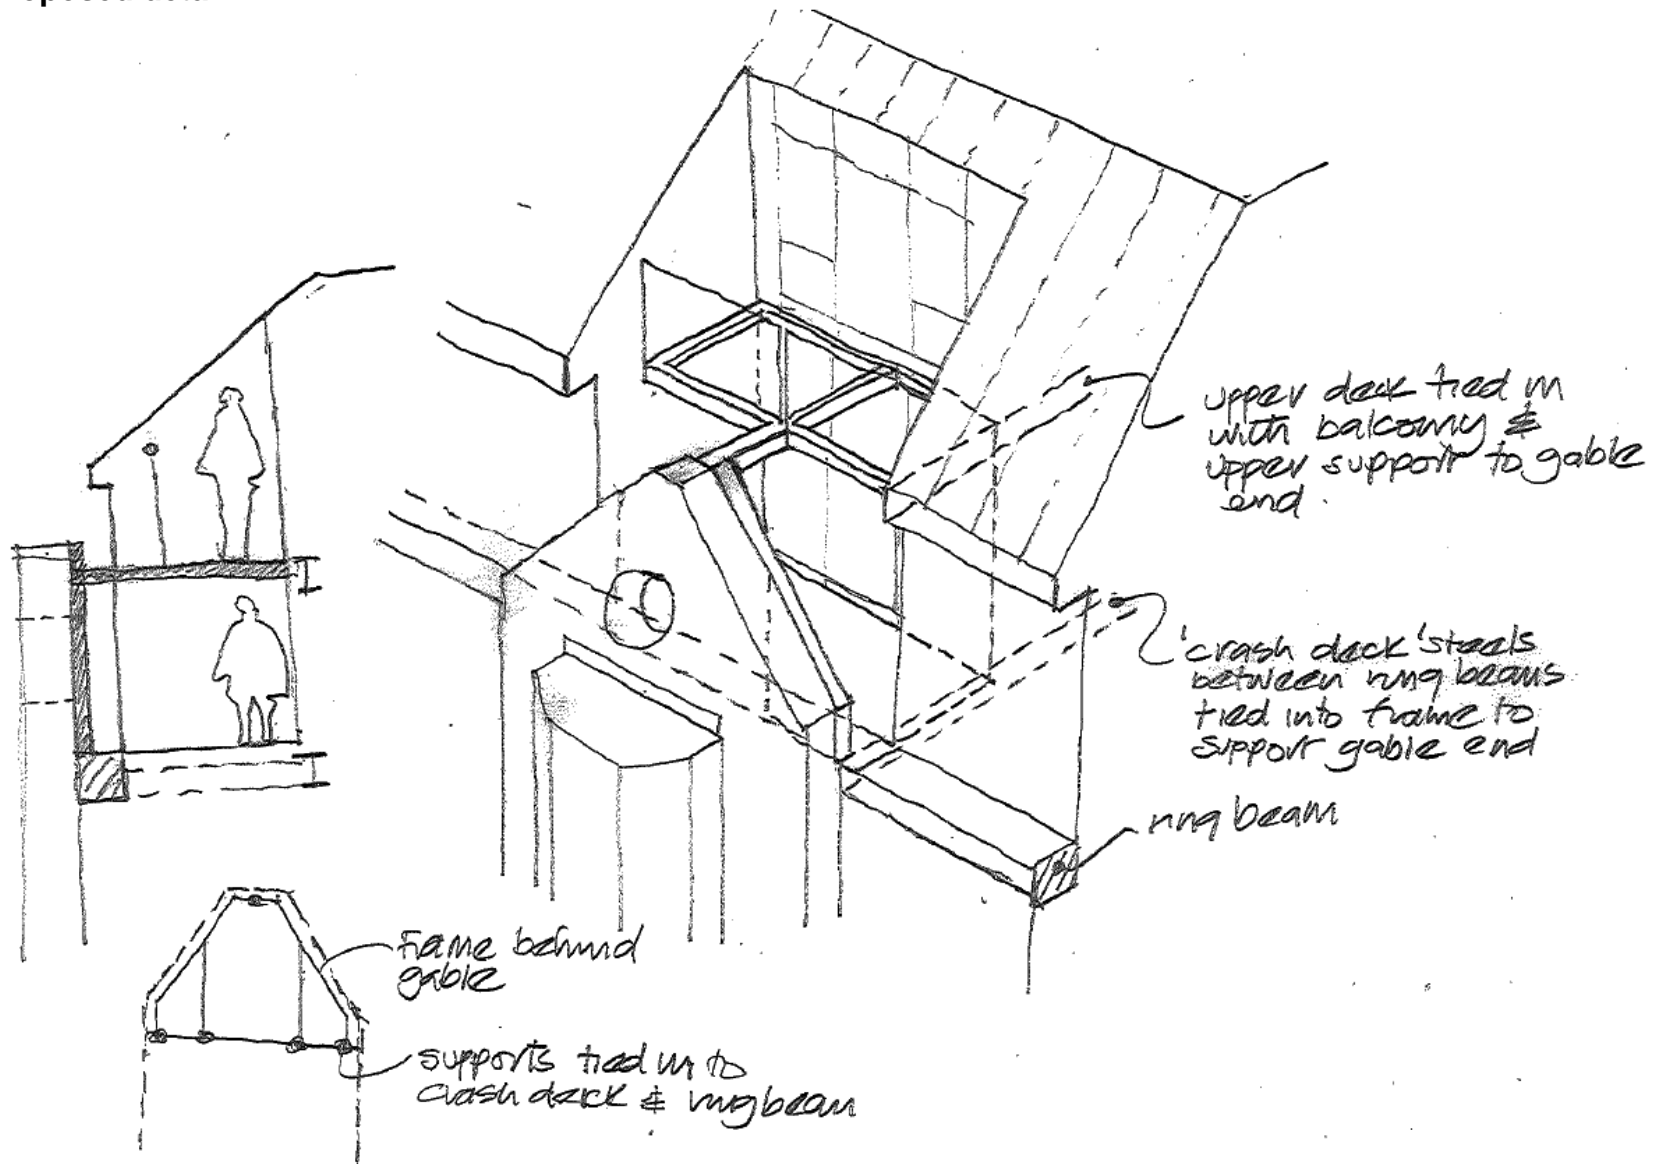 upper deck tied in
with balcony &
upper support to gable
end.
'crash deck' steels
between ring beams
tied into frame to
support gable end
ring beam
Frame behind
gable
supports tied in to
crash deck & ring beam